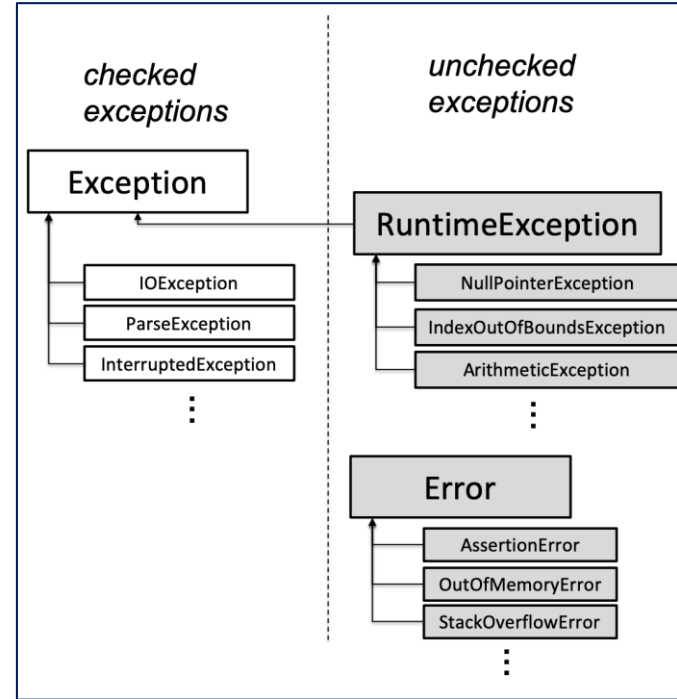 checked
exceptions
unchecked
exceptions
Exception
IOException
ParseException
InterruptedException
RuntimeException
NullPointerException
IndexOutOfBoundsException
ArithmeticException
Error
AssertionError
OutOfMemoryError
StackOverflowError